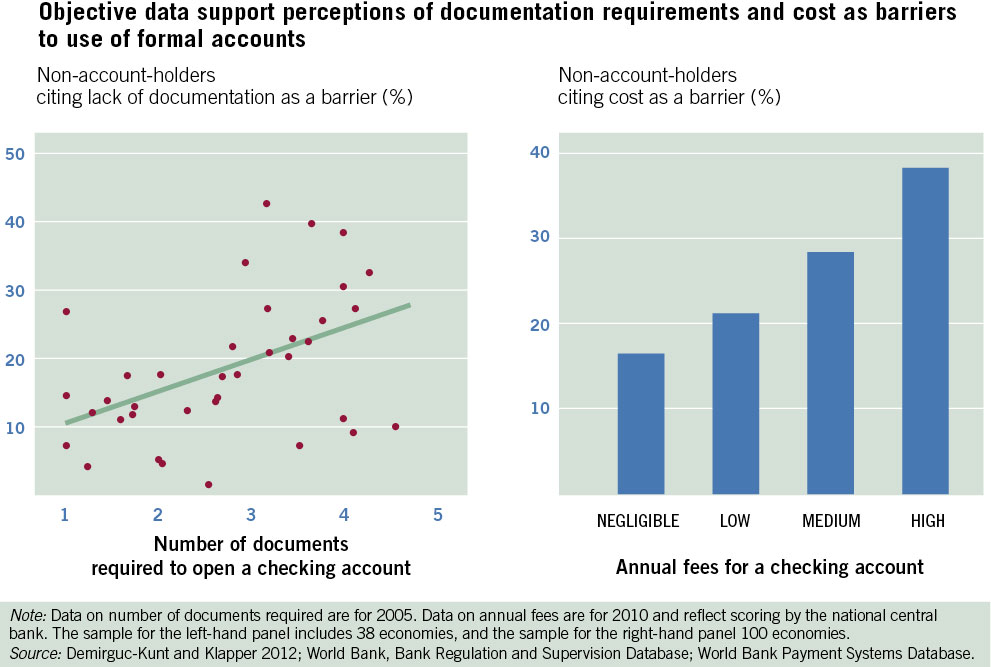 Objective data support perceptions of documentation requirements and cost as barriers
to use of formal accounts
Non-account-holders
citing lack of documentation as a barrier (%)
50
40
30
20
10
1 2 3 4 5
Number of documents
required to open a checking account
Non-account-holders
citing cost as a barrier (%)
40
30
20
10
NEGLIGIBLE LOW MEDIUM HIGH
Annual fees for a checking account
Note: Data on number of documents required are for 2005. Data on annual fees are for 2010 and reflect scoring by the national central
bank. The sample for the left-hand panel includes 38 economies, and the sample for the right-hand panel 100 economies.
Source: Demirguc-Kunt and Klapper 2012; World Bank, Bank Regulation and Supervision Database; World Bank Payment Systems Database.